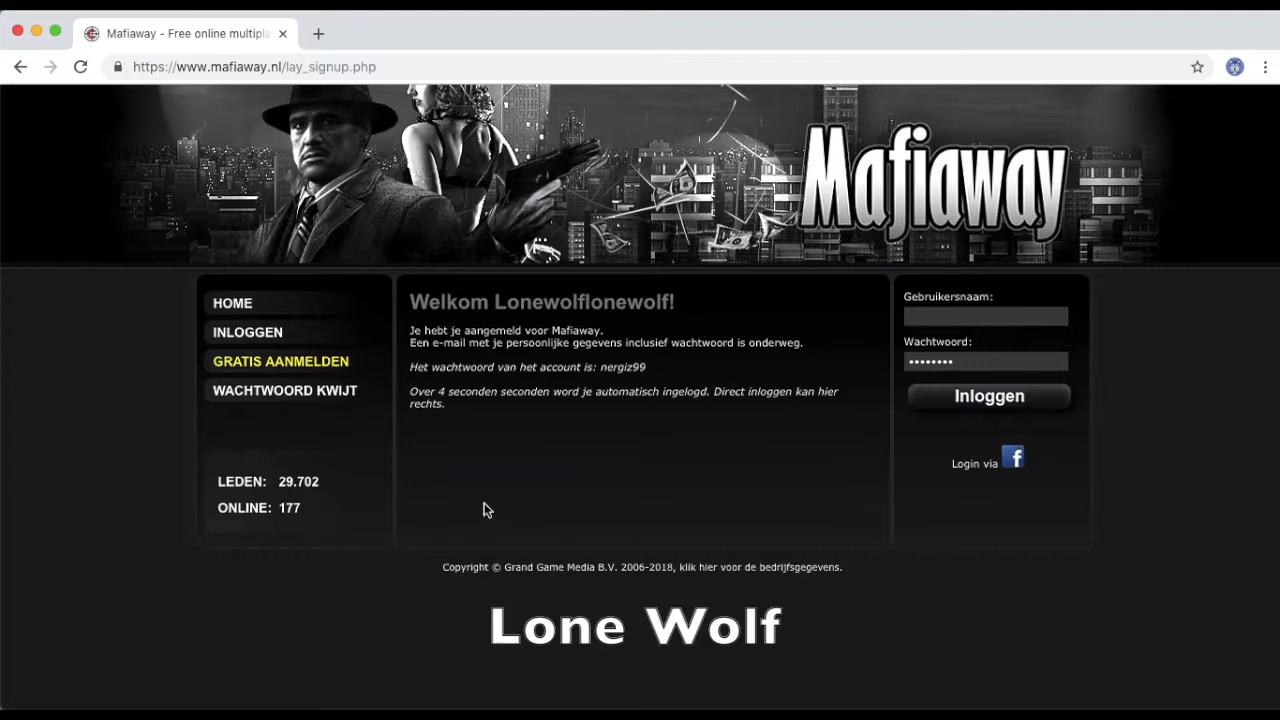 Mafiaway - Free online multipla
https://www.mafiaway.nl/lay_signup.php
Mafiaway
HOME
INLOGGEN
GRATIS AANMELDEN
WACHTWOORD KWIJT
LEDEN: 29.702
ONLINE: 177
Welkom Lonewolflonewolf!
Je hebt je aangemeld voor Mafiaway.
Een e-mail met je persoonlijke gegevens inclusief wachtwoord is onderweg.
Het wachtwoord van het account is: nergiz99
Over 4 seconden seconden word je automatisch ingelogd. Direct inloggen kan hier
rechts.
Gebruikersnaam:
Wachtwoord:
••••••••
Inloggen
Login via f
Copyright © Grand Game Media B.V. 2006-2018, klik hier voor de bedrijfsgegevens.
Lone Wolf